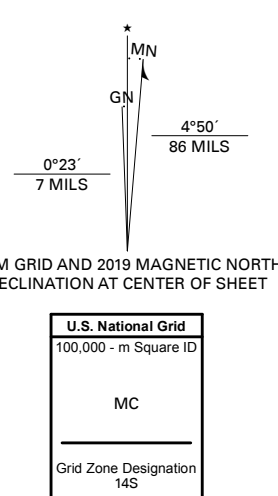 ★
MN
GN
4°50´
86 MILS
0°23´
7 MILS
M GRID AND 2019 MAGNETIC NORTH
ECLINATION AT CENTER OF SHEET
U.S. National Grid
100,000 - m Square ID
MC
Grid Zone Designation
14S